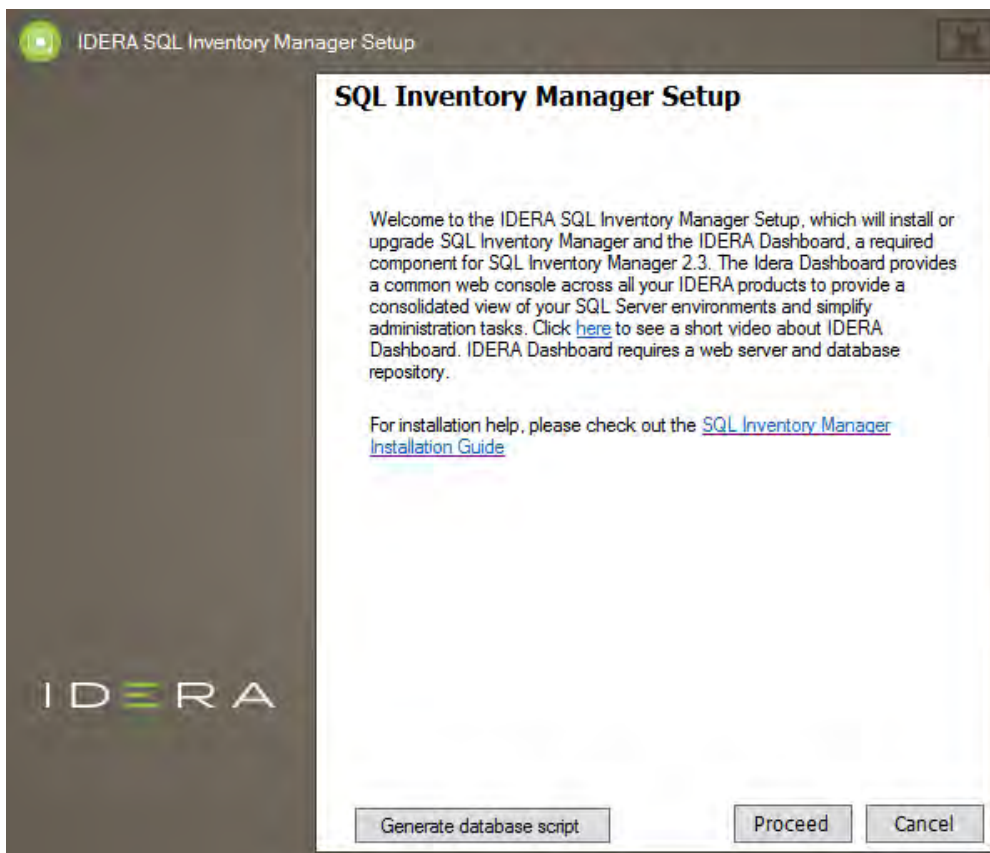 IDERA SQL Inventory Manager Setup
SQL Inventory Manager Setup
Welcome to the IDERA SQL Inventory Manager Setup, which will install or
upgrade SQL Inventory Manager and the IDERA Dashboard, a required
component for SQL Inventory Manager 2.3. The Idera Dashboard provides
a common web console across all your IDERA products to provide a
consolidated view of your SQL Server environments and simplify
administration tasks. Click here to see a short video about IDERA
Dashboard. IDERA Dashboard requires a web server and database
repository.
For installation help, please check out the SQL Inventory Manager
Installation Guide
IDERA
Generate database script
Proceed
Cancel